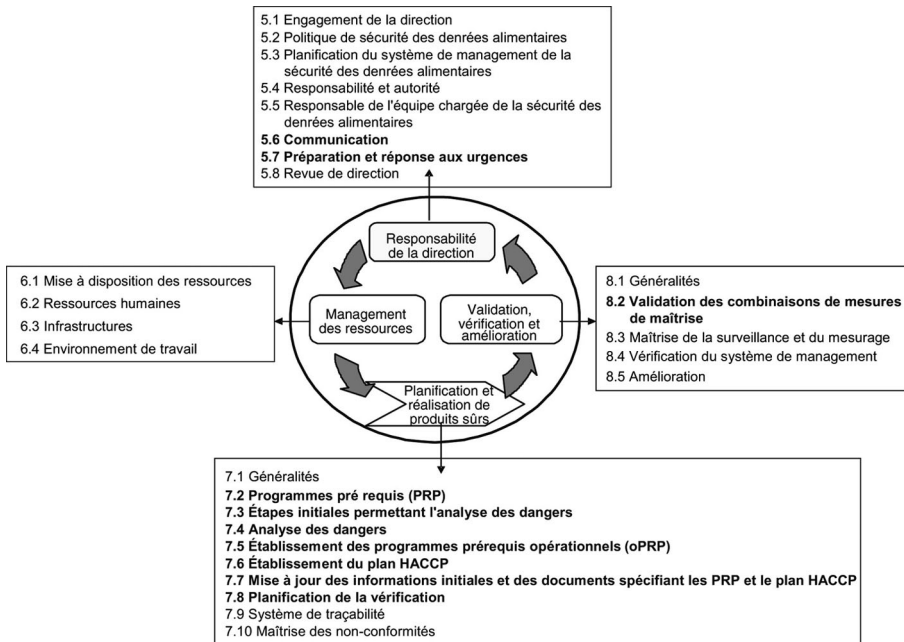 5.1 Engagement de la direction
5.2 Politique de sécurité des denrées alimentaires
5.3 Planification du système de management de la
sécurité des denrées alimentaires
5.4 Responsabilité et autorité
5.5 Responsable de l'équipe chargée de la sécurité des
denrées alimentaires
5.6 Communication
5.7 Préparation et réponse aux urgences
5.8 Revue de direction
Responsabilité
de la direction
6.1 Mise à disposition des ressources
6.2 Ressources humaines
6.3 Infrastructures
6.4 Environnement de travail
Management
des ressources
Validation,
vérification et
amélioration
8.1 Généralités
8.2 Validation des combinaisons de mesures
de maîtrise
8.3 Maîtrise de la surveillance et du mesurage
8.4 Vérification du système de management
8.5 Amélioration
Planification et
réalisation de
produits sûrs
7.1 Généralités
7.2 Programmes pré requis (PRP)
7.3 Étapes initiales permettant l'analyse des dangers
7.4 Analyse des dangers
7.5 Établissement des programmes prérequis opérationnels (oPRP)
7.6 Établissement du plan HACCP
7.7 Mise à jour des informations initiales et des documents spécifiant les PRP et le plan HACCP
7.8 Planification de la vérification
7.9 Système de traçabilité
7.10 Maîtrise des non-conformités